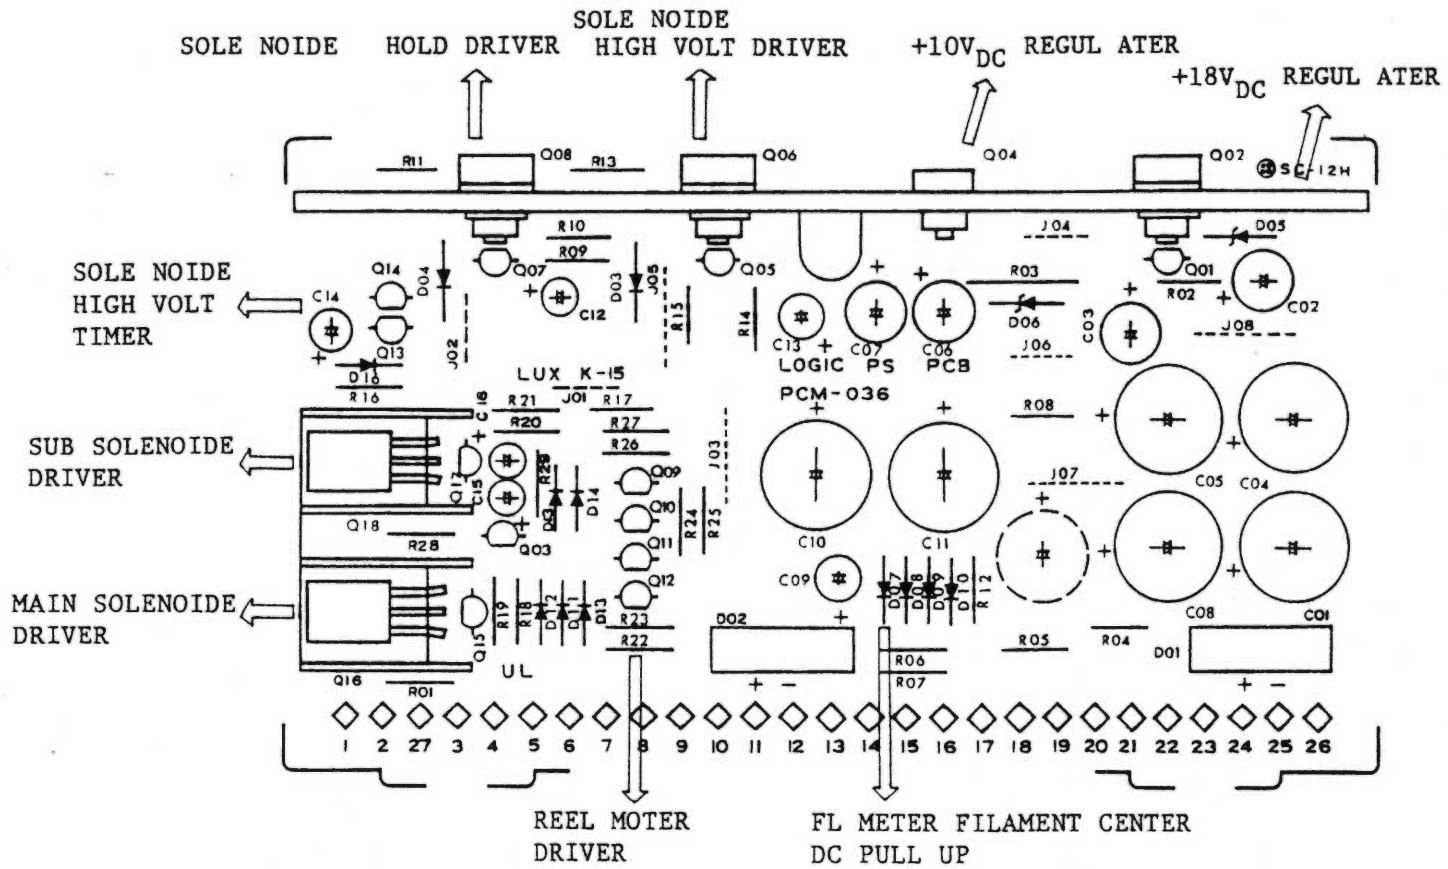 SOLE NOIDE HOLD DRIVER
SOLE NOIDE
HIGH VOLT DRIVER
+10VDC REGUL ATER
+18VDC REGUL ATER
R11 Q08 R13 Q06 Q04 Q02 SC-12H
R10 J04 D05
R09
Q14 D04 Q07 D03 J05 Q05 R03 Q01
R02
SOLE NOIDE
HIGH VOLT
TIMER
C14 C12 R15 R14 D06 C03 C02
Q13 J02 C13 C07 C06 J06 J08
D16 LOGIC PS PCB
R16 LUX K-15 PCM-036
J01
C16 R21 R17 R08
R20 R27
R26
SUB SOLENOIDE
DRIVER
Q17 C15 R29 D14 Q09 J03 J07
D13 Q10 R24 R25 C05 C04
Q18 R28 Q03 Q11 C10 C11
Q12 C09 D07 D08 D09 D10 R12
MAIN SOLENOIDE
DRIVER
Q15 R19 R18 D12 D11 D13 R23 D02 C08 C01
R22 R05 R04 D01
R06
Q16 R01 UL R07
+ - + -
1 2 27 3 4 5 6 7 8 9 10 11 12 13 14 15 16 17 18 19 20 21 22 23 24 25 26
REEL MOTER
DRIVER
FL METER FILAMENT CENTER
DC PULL UP